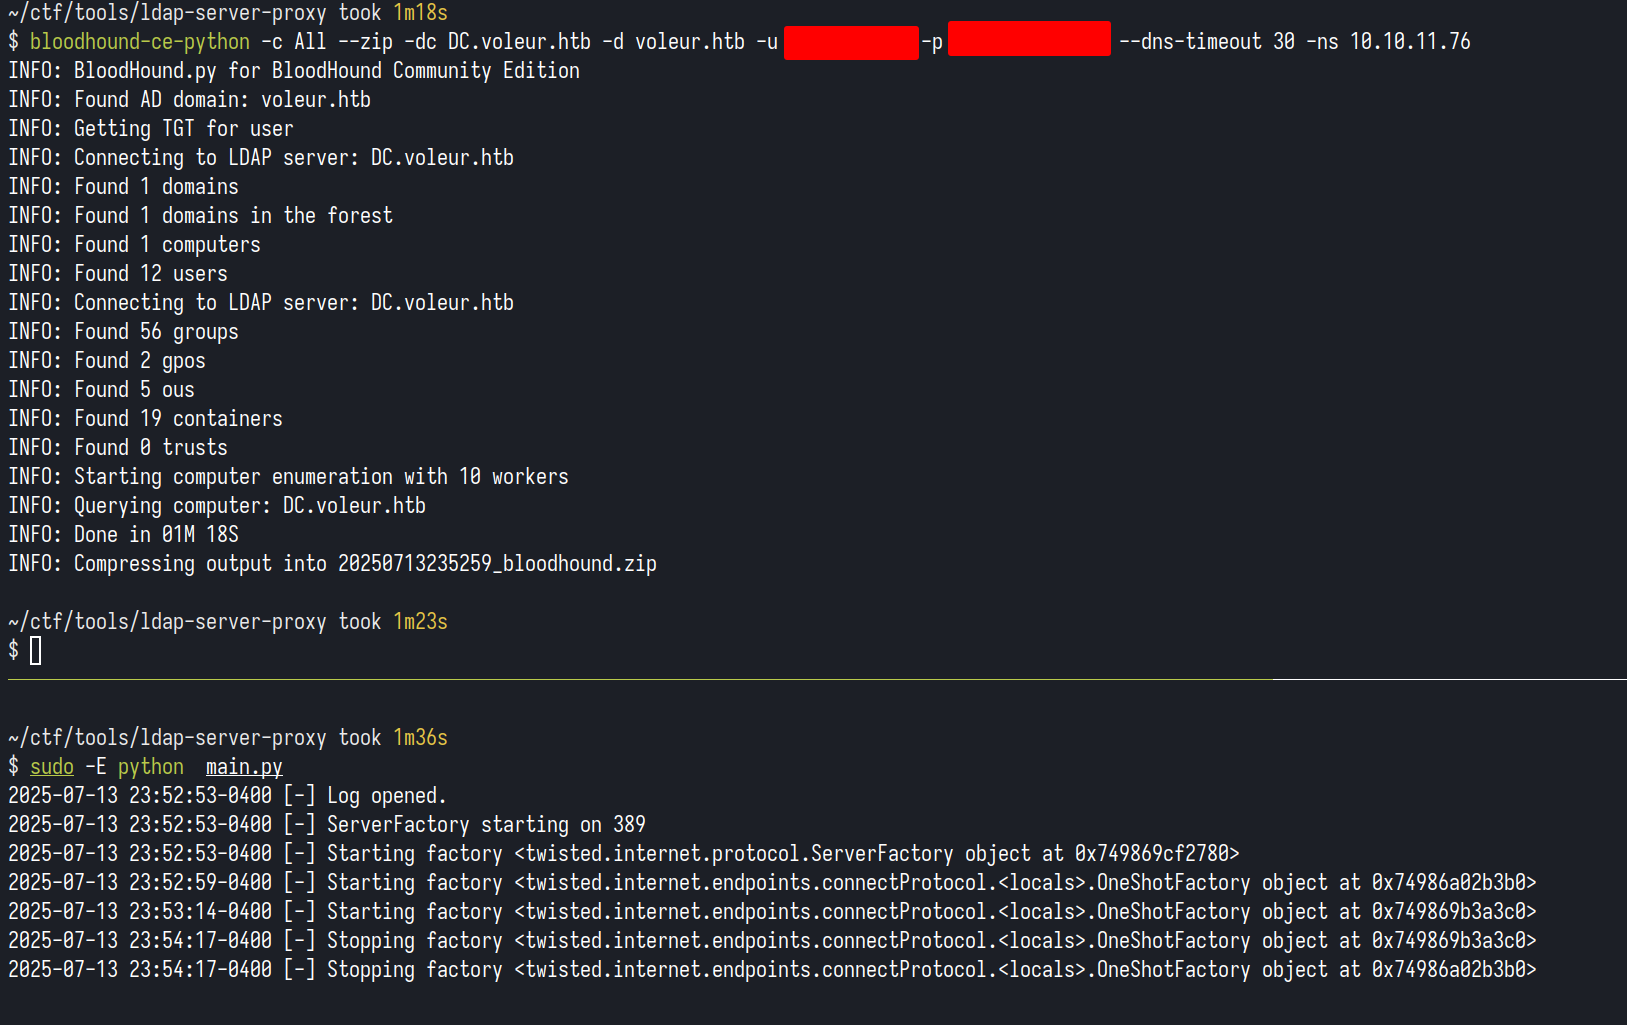 ~/ctf/tools/ldap-server-proxy took 1m18s
$ bloodhound-ce-python -c All --zip -dc DC.voleur.htb -d voleur.htb -u -p --dns-timeout 30 -ns 10.10.11.76
INFO: BloodHound.py for BloodHound Community Edition
INFO: Found AD domain: voleur.htb
INFO: Getting TGT for user
INFO: Connecting to LDAP server: DC.voleur.htb
INFO: Found 1 domains
INFO: Found 1 domains in the forest
INFO: Found 1 computers
INFO: Found 12 users
INFO: Connecting to LDAP server: DC.voleur.htb
INFO: Found 56 groups
INFO: Found 2 gpos
INFO: Found 5 ous
INFO: Found 19 containers
INFO: Found 0 trusts
INFO: Starting computer enumeration with 10 workers
INFO: Querying computer: DC.voleur.htb
INFO: Done in 01M 18S
INFO: Compressing output into 20250713235259_bloodhound.zip
~/ctf/tools/ldap-server-proxy took 1m23s
$
~/ctf/tools/ldap-server-proxy took 1m36s
$ sudo -E python  main.py
2025-07-13 23:52:53-0400 [-] Log opened.
2025-07-13 23:52:53-0400 [-] ServerFactory starting on 389
2025-07-13 23:52:53-0400 [-] Starting factory <twisted.internet.protocol.ServerFactory object at 0x749869cf2780>
2025-07-13 23:52:59-0400 [-] Starting factory <twisted.internet.endpoints.connectProtocol.<locals>.OneShotFactory object at 0x74986a02b3b0>
2025-07-13 23:53:14-0400 [-] Starting factory <twisted.internet.endpoints.connectProtocol.<locals>.OneShotFactory object at 0x749869b3a3c0>
2025-07-13 23:54:17-0400 [-] Stopping factory <twisted.internet.endpoints.connectProtocol.<locals>.OneShotFactory object at 0x749869b3a3c0>
2025-07-13 23:54:17-0400 [-] Stopping factory <twisted.internet.endpoints.connectProtocol.<locals>.OneShotFactory object at 0x74986a02b3b0>